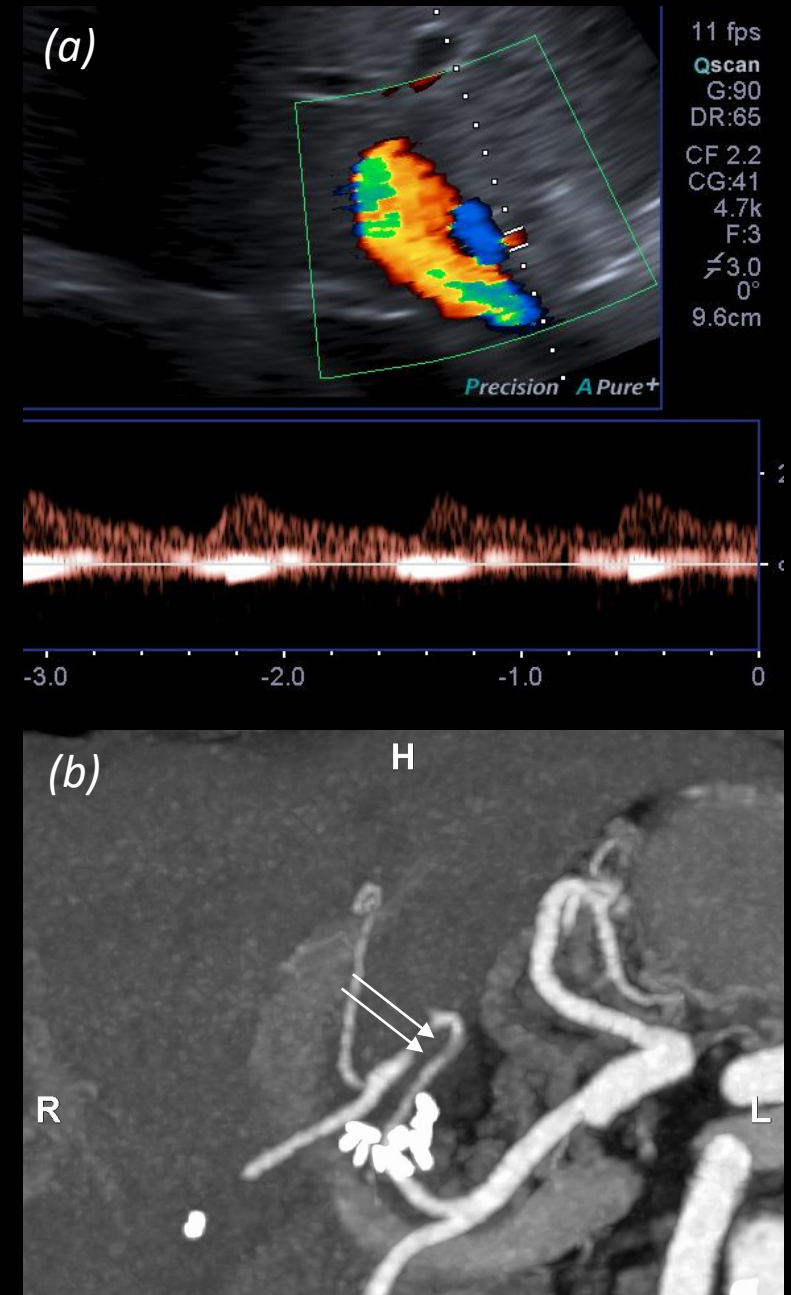 (a)
11 fps
Qscan
G:90
DR:65
CF 2.2
CG:41
4.7k
F:3
3.0
0°
9.6cm
Precision A Pure+
-3.0 -2.0 -1.0 0
(b)
H
R
L